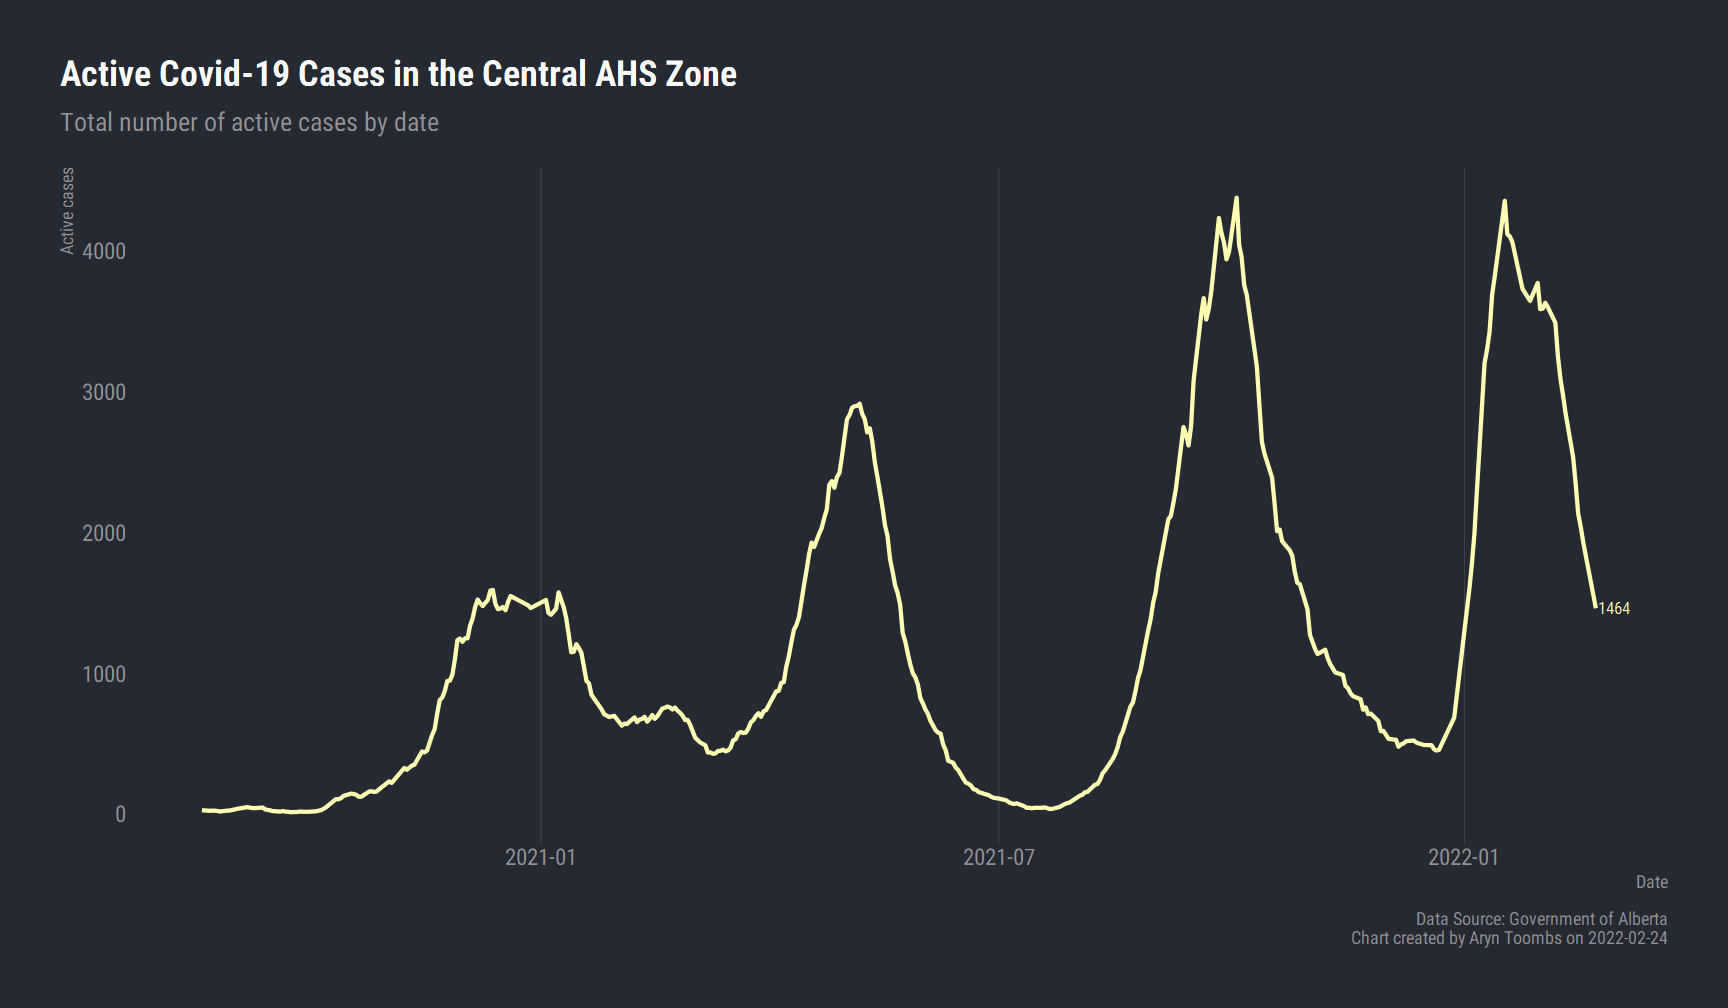 Active Covid-19 Cases in the Central AHS Zone
Total number of active cases by date
Active cases
4000
3000
2000
1000
0
1464
2021-01
2021-07
2022-01
Date
Data Source: Government of Alberta
Chart created by Aryn Toombs on 2022-02-24